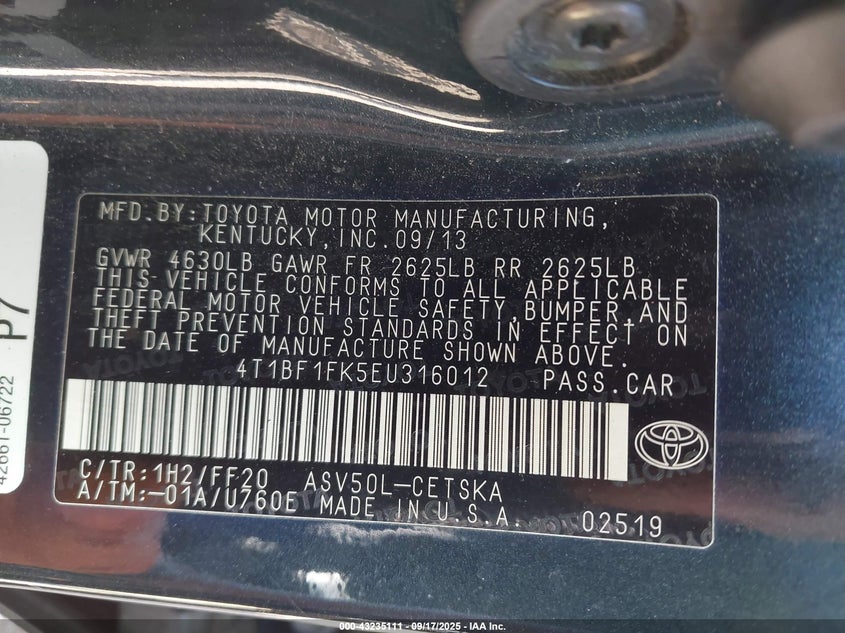 MFD.BY:TOYOTA MOTOR MANUFACTURING,
KENTUCKY,INC.09/13
GVWR 4630LB GAWR FR 2625LB RR 2625LB
THIS VEHICLE CONFORMS TO ALL APPLICABLE
FEDERAL MOTOR VEHICLE SAFETY,BUMPER,AND
THEFT PREVENTION STANDARDS IN EFFECT ON
THE DATE OF MANUFACTURE SHOWN ABOVE.
4T1BF1FK5EU316012 PASS.CAR
C/TR:1H2/FF20 ASV50L-CETSKA
A/TM:-01A/U760E MADE IN U.S.A. 02519
P7
42661-06722
000-43235111 - 09/17/2025 - IAA Inc.